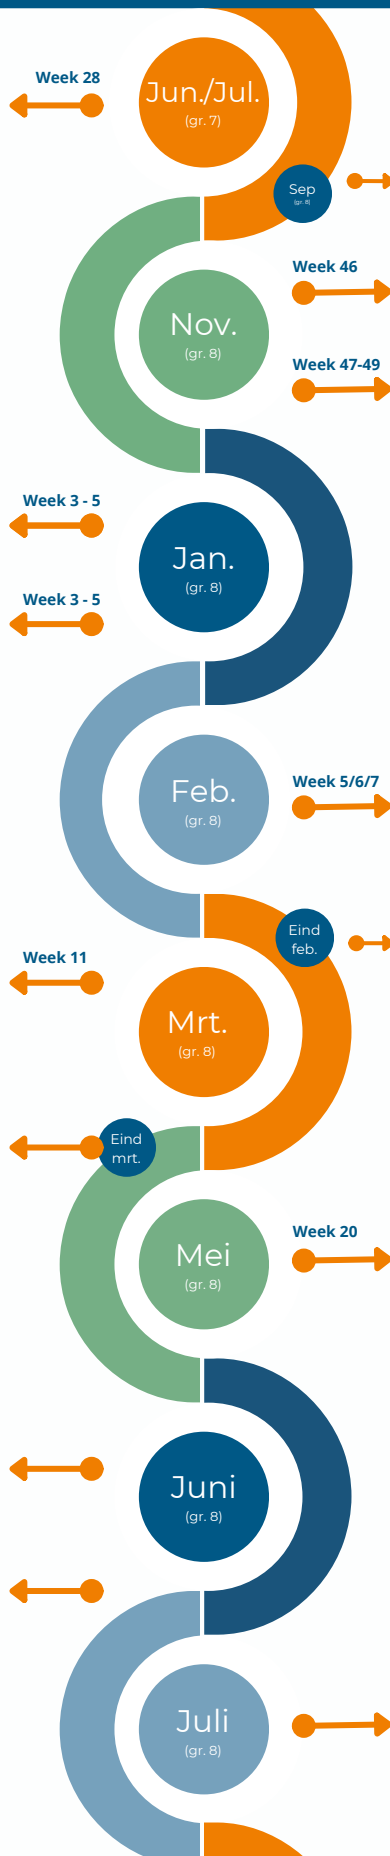 Week 28
Jun./Jul.
(gr. 7)
Sep
(gr. 8)
Week 46
Nov.
(gr. 8)
Week 47-49
Week 3 - 5
Jan.
(gr. 8)
Week 3 - 5
Feb.
(gr. 8)
Week 5/6/7
Eind
feb.
Week 11
Mrt.
(gr. 8)
Eind
mrt.
Week 20
Mei
(gr. 8)
Juni
(gr. 8)
Juli
(gr. 8)